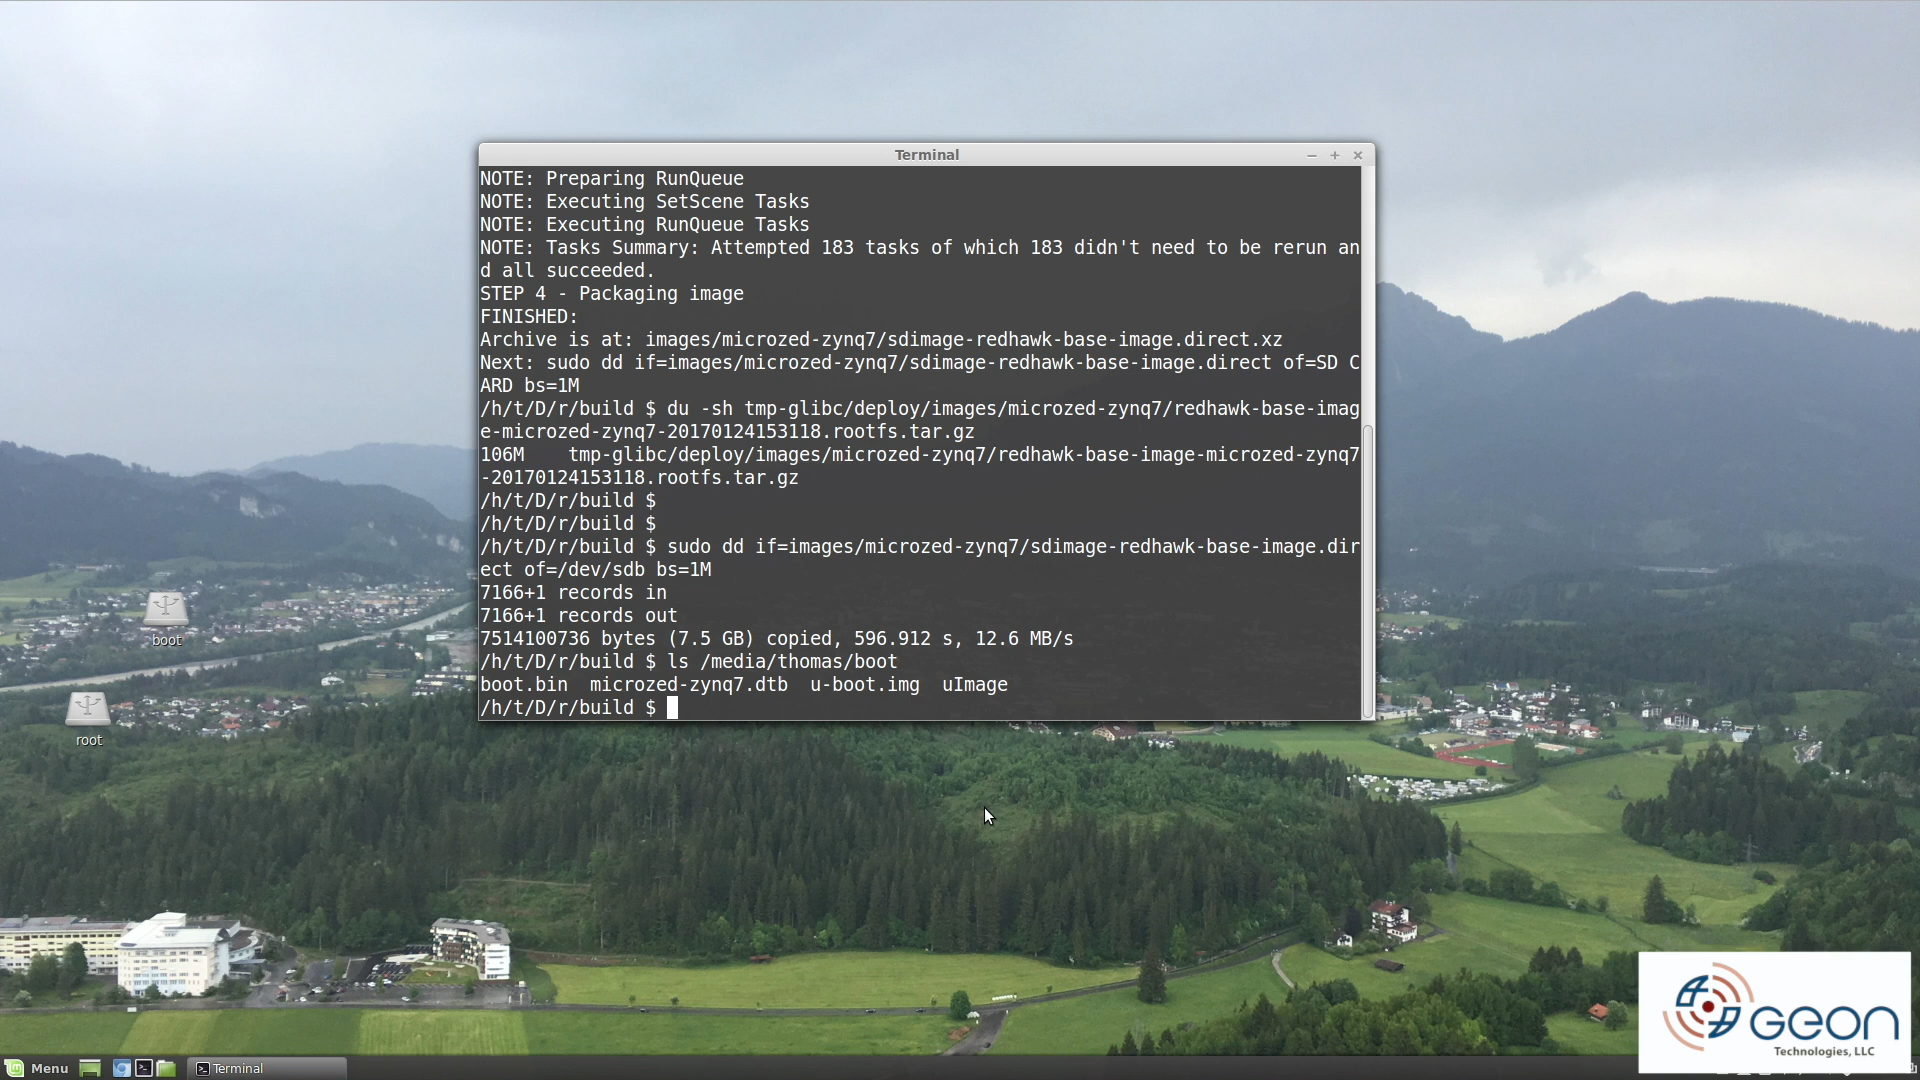 Terminal
NOTE: Preparing RunQueue
NOTE: Executing SetScene Tasks
NOTE: Executing RunQueue Tasks
NOTE: Tasks Summary: Attempted 183 tasks of which 183 didn't need to be rerun an
d all succeeded.
STEP 4 - Packaging image
FINISHED:
Archive is at: images/microzed-zynq7/sdimage-redhawk-base-image.direct.xz
Next: sudo dd if=images/microzed-zynq7/sdimage-redhawk-base-image.direct of=SD C
ARD bs=1M
/h/t/D/r/build $ du -sh tmp-glibc/deploy/images/microzed-zynq7/redhawk-base-imag
e-microzed-zynq7-20170124153118.rootfs.tar.gz
106M    tmp-glibc/deploy/images/microzed-zynq7/redhawk-base-image-microzed-zynq7
-20170124153118.rootfs.tar.gz
/h/t/D/r/build $
/h/t/D/r/build $
/h/t/D/r/build $ sudo dd if=images/microzed-zynq7/sdimage-redhawk-base-image.dir
ect of=/dev/sdb bs=1M
7166+1 records in
7166+1 records out
7514100736 bytes (7.5 GB) copied, 596.912 s, 12.6 MB/s
/h/t/D/r/build $ ls /media/thomas/boot
boot.bin  microzed-zynq7.dtb  u-boot.img  uImage
/h/t/D/r/build $
boot
root
Geon
Technologies, LLC
Menu
Terminal